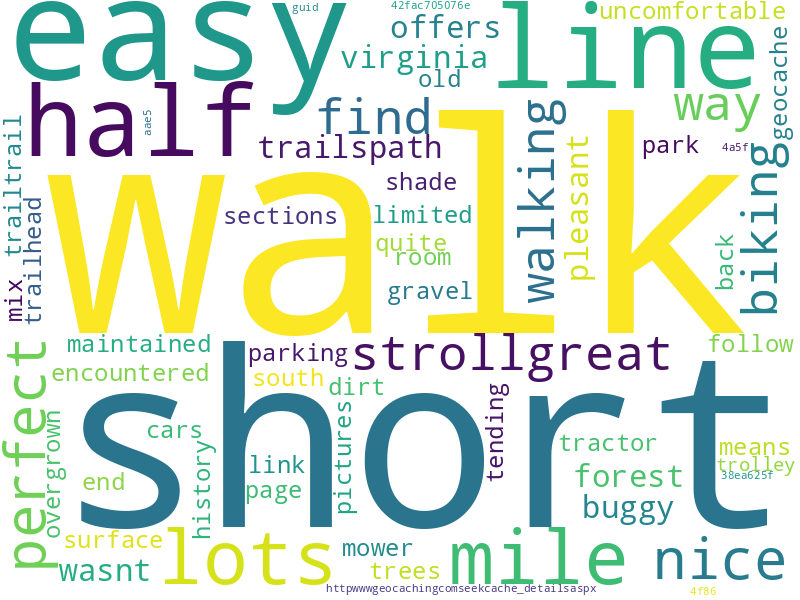 easy
guid
42fac705076e
offers
virginia
old
line
uncomfortable
geocache
half
aae5
find
trailspath
way
park
4a5f
walk
trailtrail
trailhead
mix
sections
shade
limited
quite
room
gravel
walking
pleasant
biking
back
perfect
maintained
encountered
overgrown
parking
south
strollgreat
dirt
follow
short
cars
history
end
link
page
pictures
tending
tractor
forest
buggy
means
trolley
38ea625f
surface
wasnt
lots
mower
trees
mile
nice
httpwwwgeocachingcomseekcache_detailsaspx
4f86